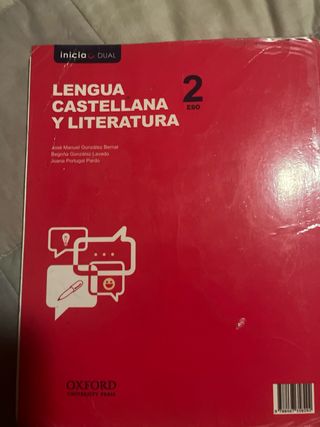 inicia DUAL
LENGUA
CASTELLANA
Y LITERATURA
2
ESO
José Manuel González Bernal
Begoña González Laredo
Juana Portugal Pardo
OXFORD
UNIVERSITY PRESS